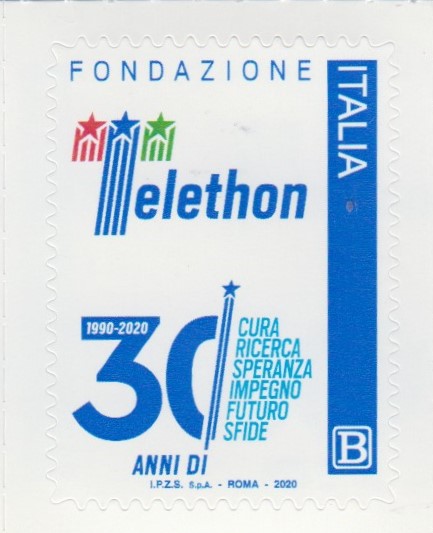 FONDAZIONE
ITALIA
Telethon
1990-2020
30
ANNI DI
CURA
RICERCA
SPERANZA
IMPEGNO
FUTURO
SFIDE
B
I.P.Z.S. S.p.A. - ROMA - 2020